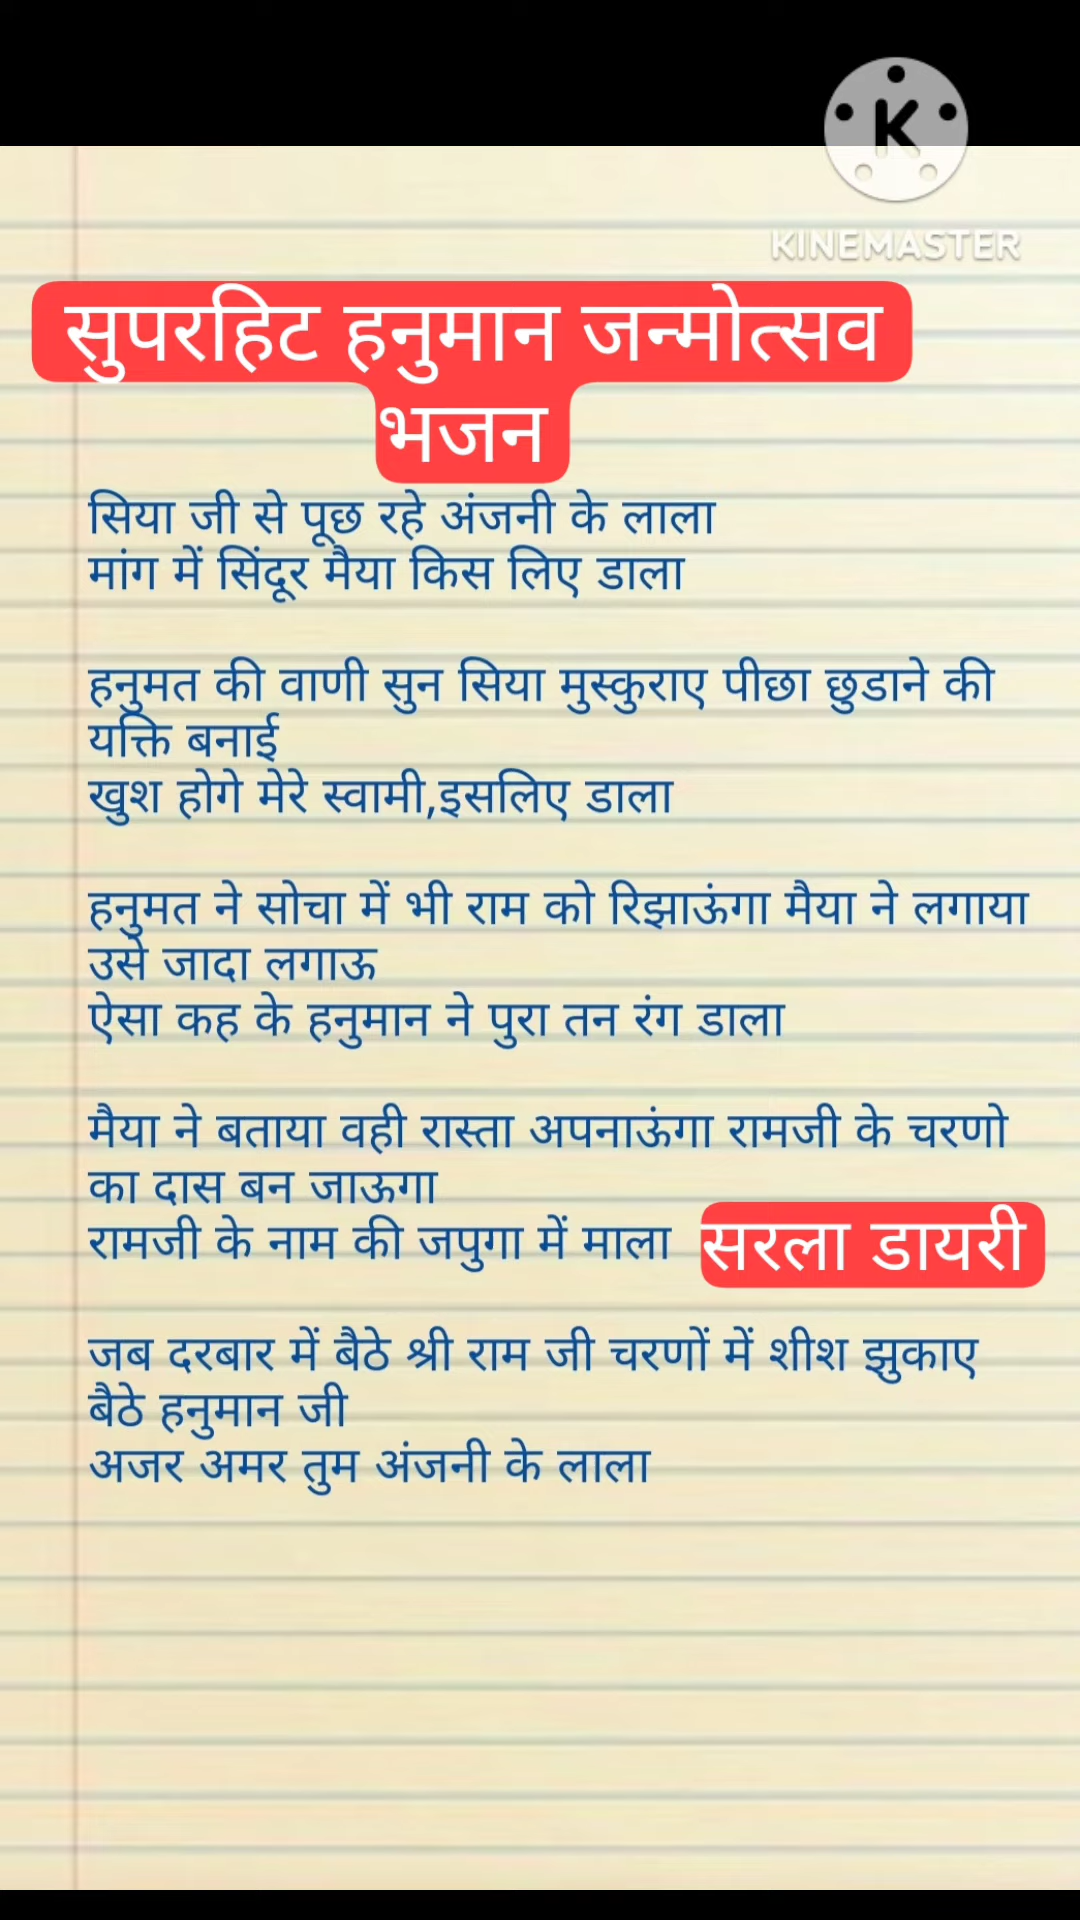 K
KINEMASTER
सुपरहिट हनुमान जन्मोत्सव
भजन
सिया जी से पूछ रहे अंजनी के लाला
मांग में सिंदूर मैया किस लिए डाला
हनुमत की वाणी सुन सिया मुस्कुराए पीछा छुडाने की
यक्ति बनाई
खुश होगे मेरे स्वामी,इसलिए डाला
हनुमत ने सोचा में भी राम को रिझाऊंगा मैया ने लगाया
उसे जादा लगाऊ
ऐसा कह के हनुमान ने पुरा तन रंग डाला
मैया ने बताया वही रास्ता अपनाऊंगा रामजी के चरणो
का दास बन जाऊगा
रामजी के नाम की जपुगा में माला
सरला डायरी
जब दरबार में बैठे श्री राम जी चरणों में शीश झुकाए
बैठे हनुमान जी
अजर अमर तुम अंजनी के लाला